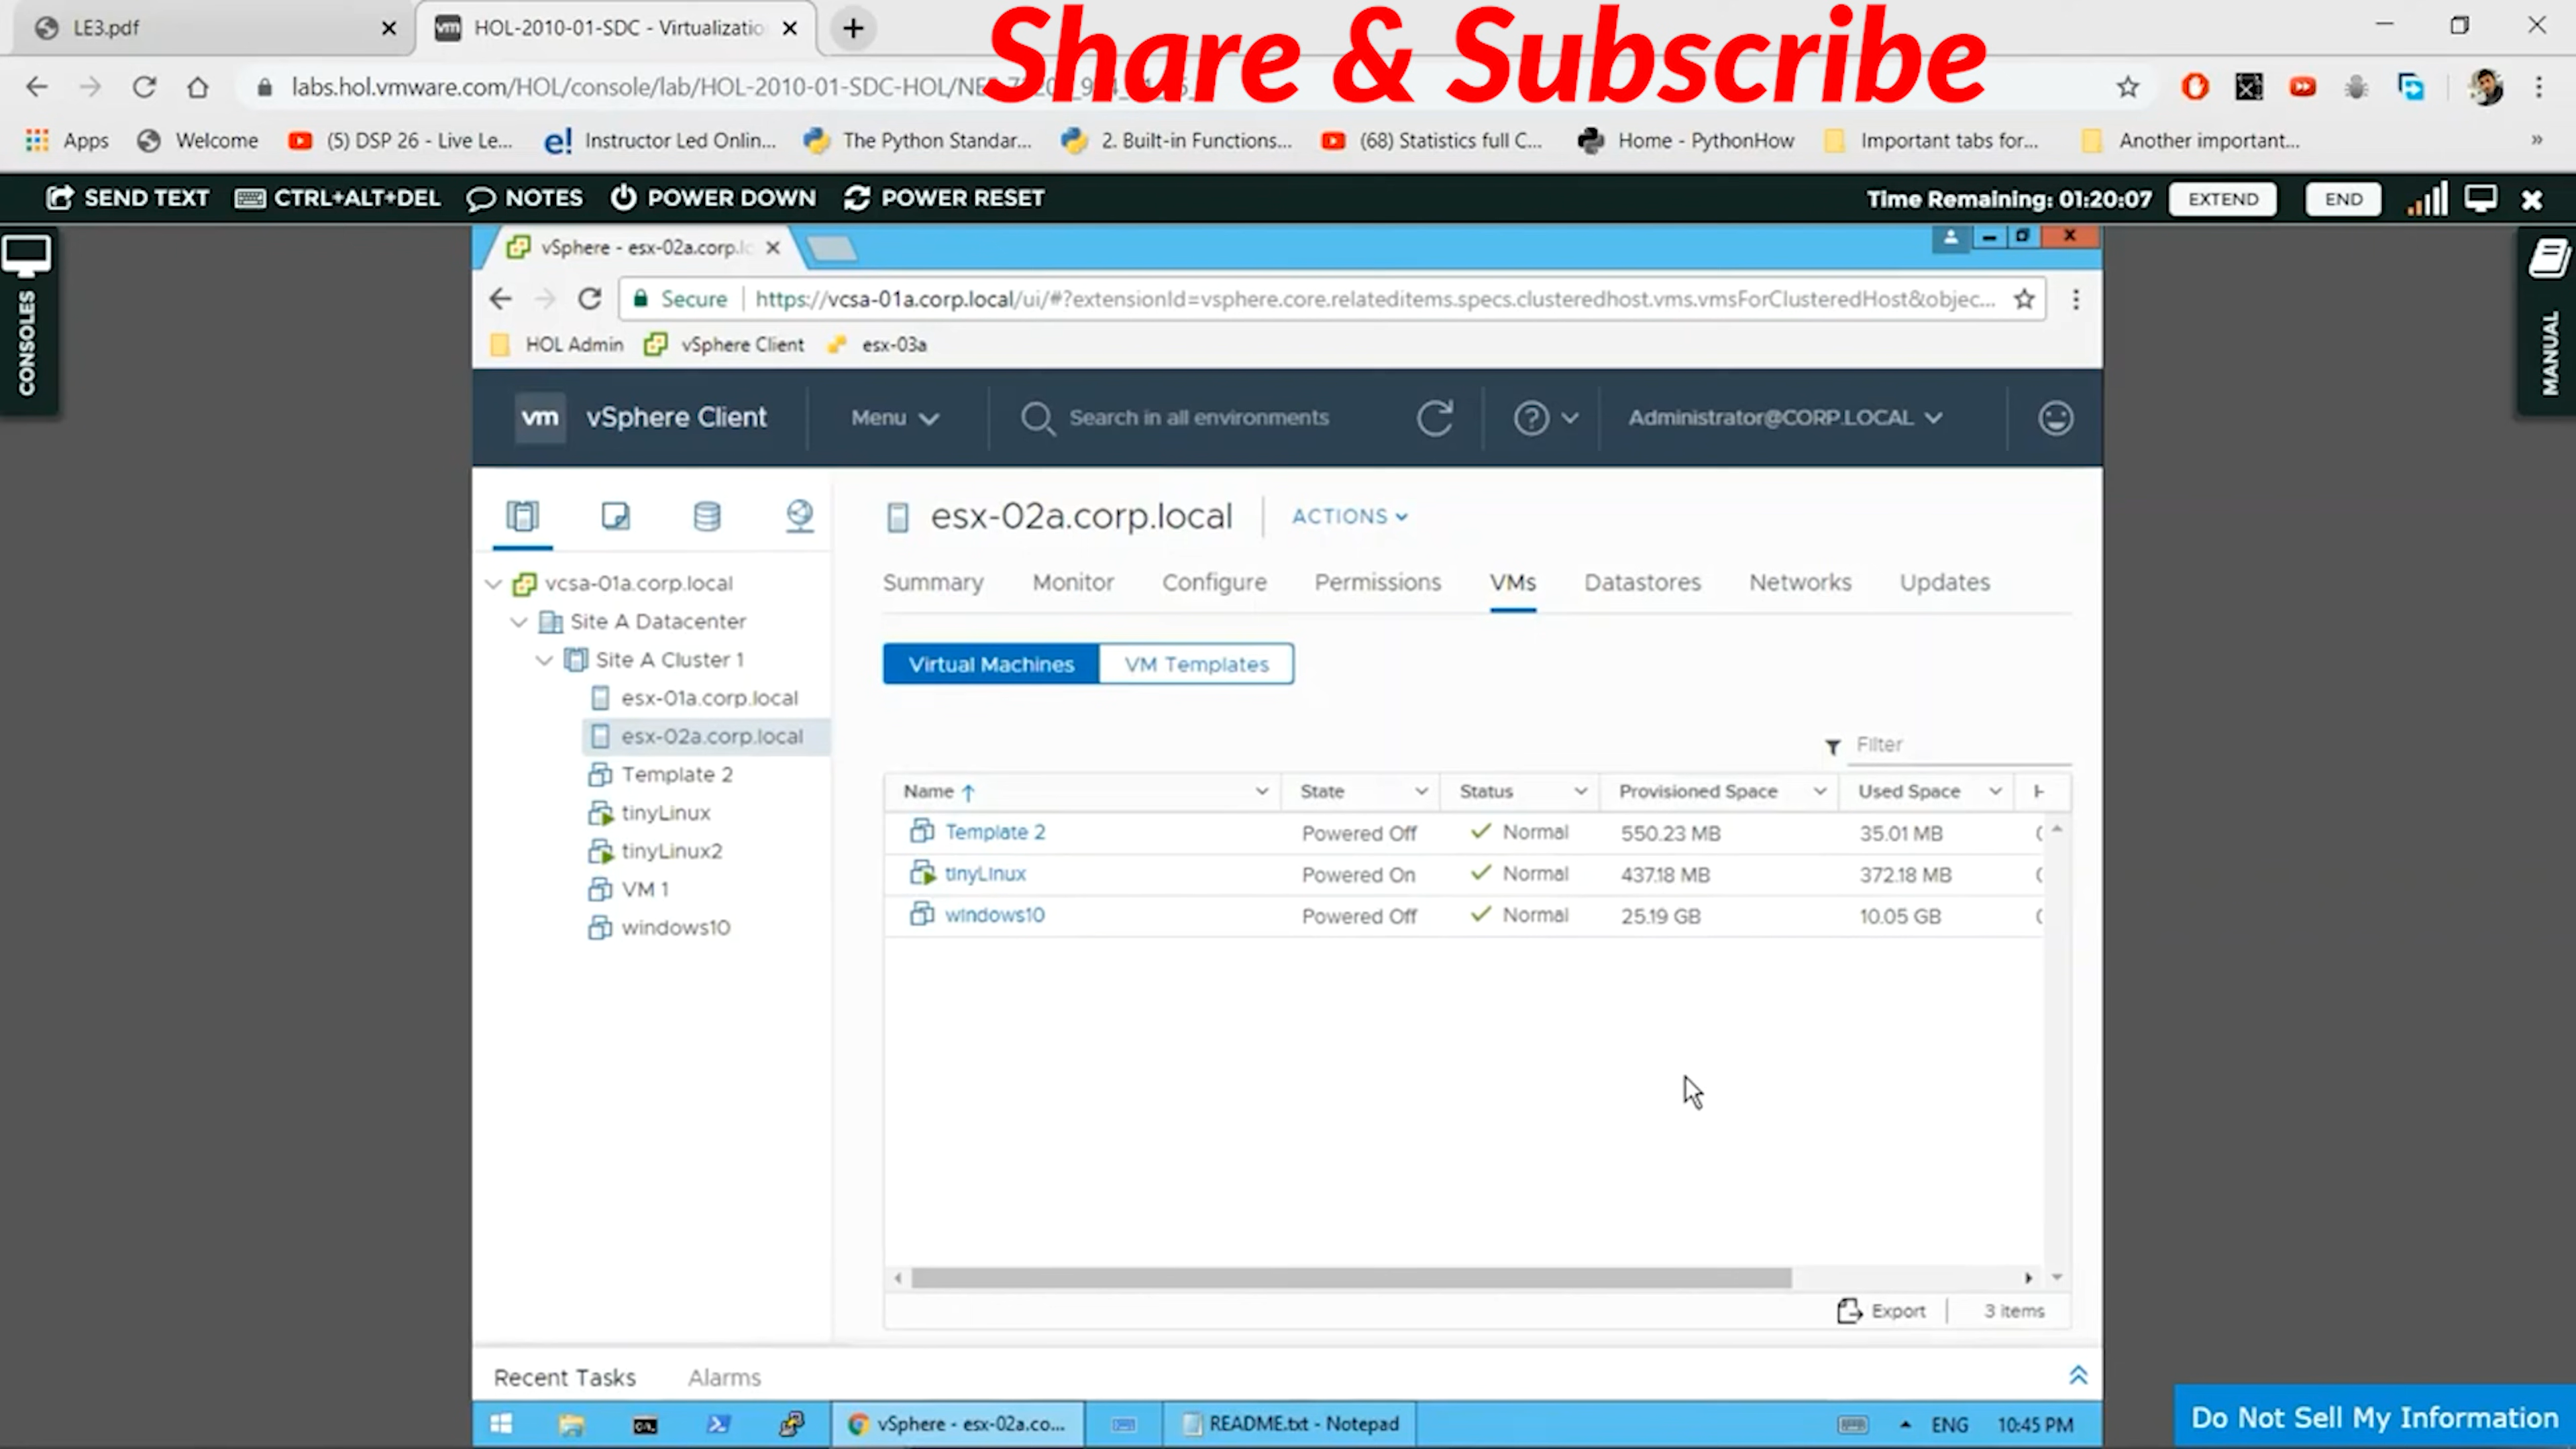 LE3.pdf
HOL-2010-01-SDC - Virtualizatio
Share & Subscribe
labs.hol.vmware.com/HOL/console/lab/HOL-2010-01-SDC-HOL/
Apps
Welcome
(5) DSP 26 - Live Le...
Instructor Led Onlin...
The Python Standar...
2. Built-in Functions...
(68) Statistics full C...
Home - PythonHow
Important tabs for...
Another important...
SEND TEXT
CTRL+ALT+DEL
NOTES
POWER DOWN
POWER RESET
Time Remaining: 01:20:07
EXTEND
END
CONSOLES
MANUAL
vSphere - esx-02a.corp.lo
Secure
https://vcsa-01a.corp.local/ui/#?extensionId=vsphere.core.relateditems.specs.clusteredhost.vms.vmsForClusteredHost&objec...
HOL Admin
vSphere Client
esx-03a
vm
vSphere Client
Menu
Search in all environments
Administrator@CORP.LOCAL
esx-02a.corp.local
ACTIONS
vcsa-01a.corp.local
Site A Datacenter
Site A Cluster 1
esx-01a.corp.local
esx-02a.corp.local
Template 2
tinyLinux
tinyLinux2
VM 1
windows10
Summary
Monitor
Configure
Permissions
VMs
Datastores
Networks
Updates
Virtual Machines
VM Templates
Filter
Name State Status Provisioned Space Used Space
Template 2 Powered Off Normal 550.23 MB 35.01 MB
tinyLinux Powered On Normal 437.18 MB 372.18 MB
windows10 Powered Off Normal 25.19 GB 10.05 GB
Export
3 items
Recent Tasks
Alarms
vSphere - esx-02a.co...
README.txt - Notepad
ENG
10:45 PM
Do Not Sell My Information